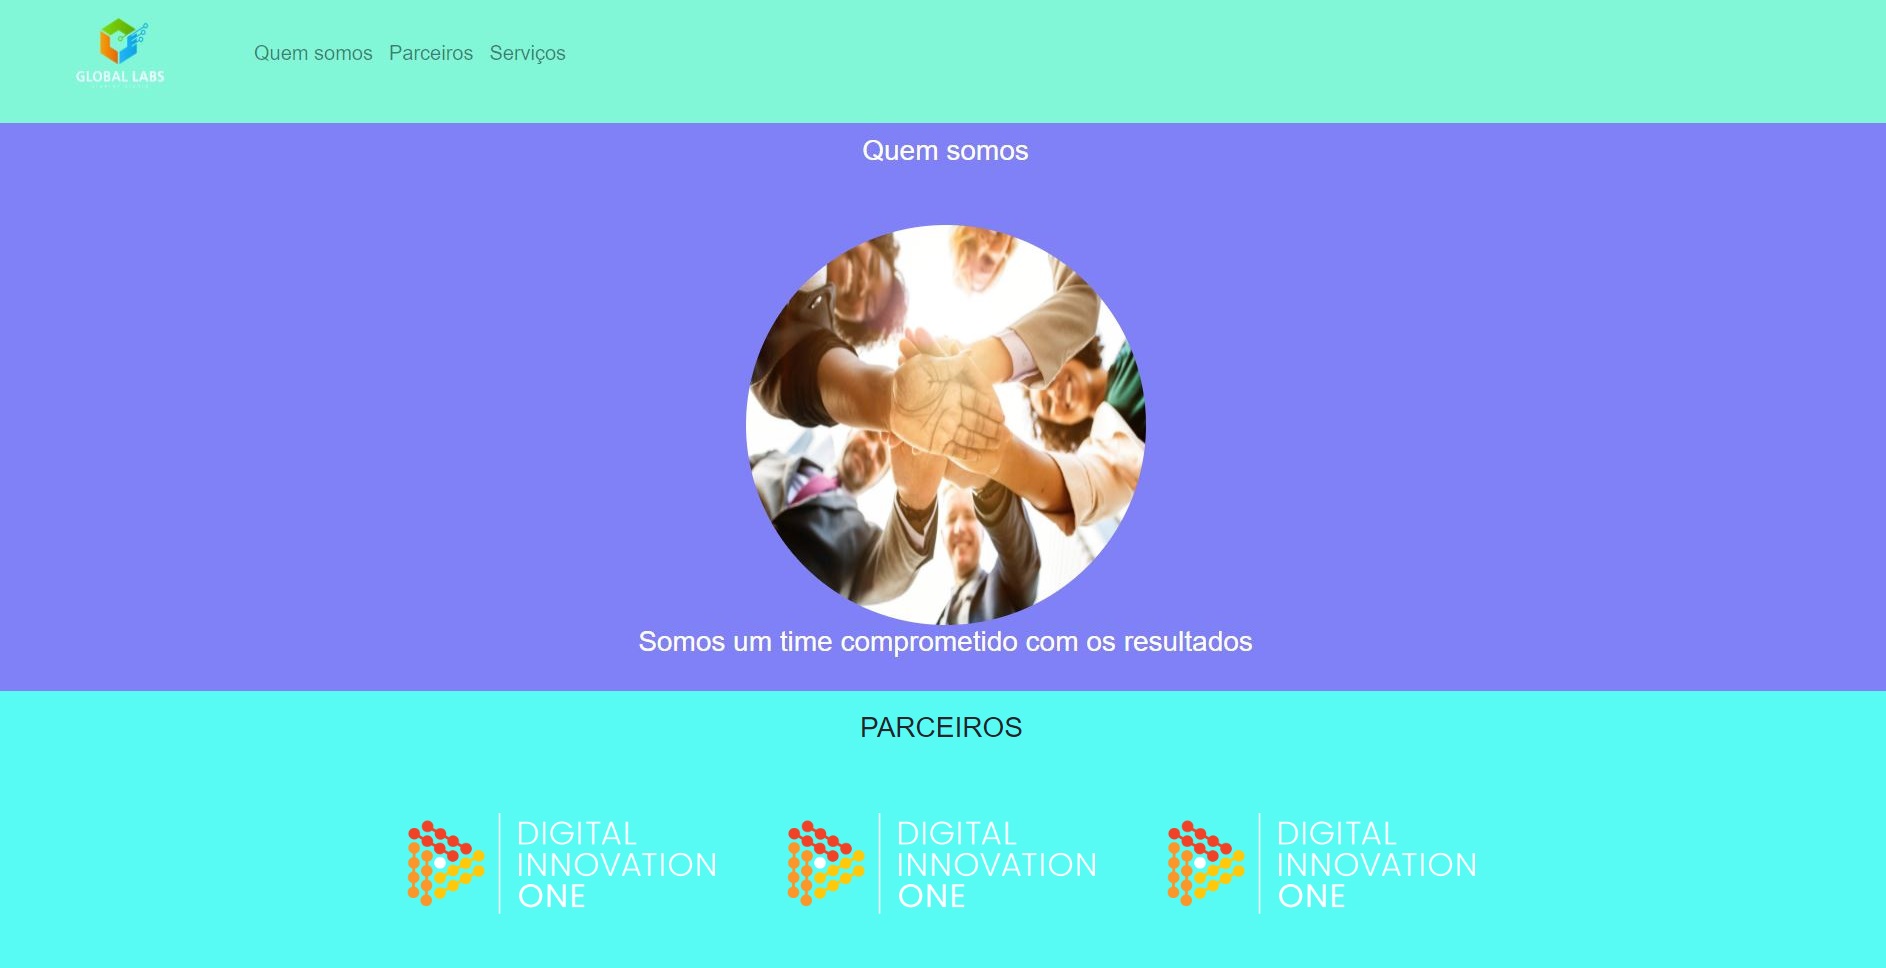 GLOBAL LABS
Quem somos Parceiros Serviços
Quem somos
Somos um time comprometido com os resultados
PARCEIROS
DIGITAL
INNOVATION
ONE
DIGITAL
INNOVATION
ONE
DIGITAL
INNOVATION
ONE